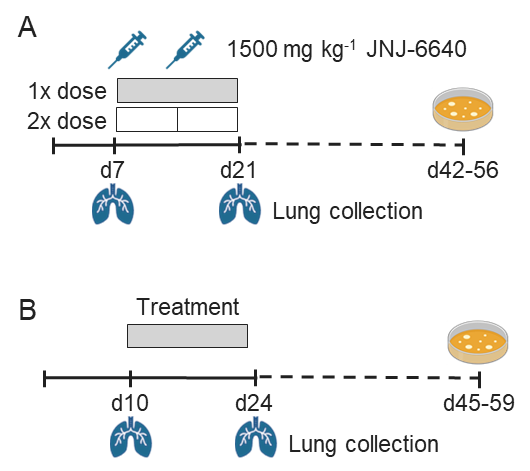 A
1500 mg kg⁻¹ JNJ-6640
1x dose
2x dose
d7 d21 d42-56
Lung collection
B
Treatment
d10 d24 d45-59
Lung collection